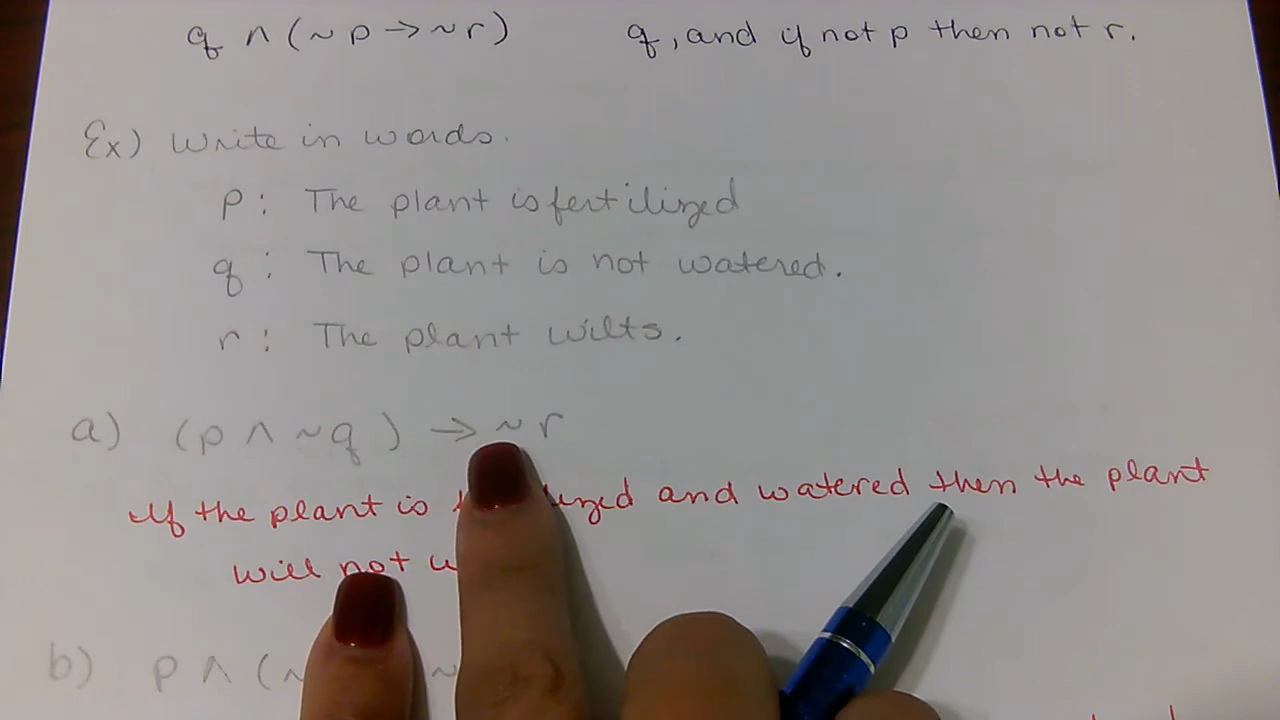 q ∧ (~p → ~r) q, and if not p then not r.
Ex) Write in words.
p: The plant is fertilized
q: The plant is not watered.
r: The plant wilts.
a) (p ∧ ~q) → ~r
If the plant is and watered then the plant
will not
b) p ∧ (~ ~